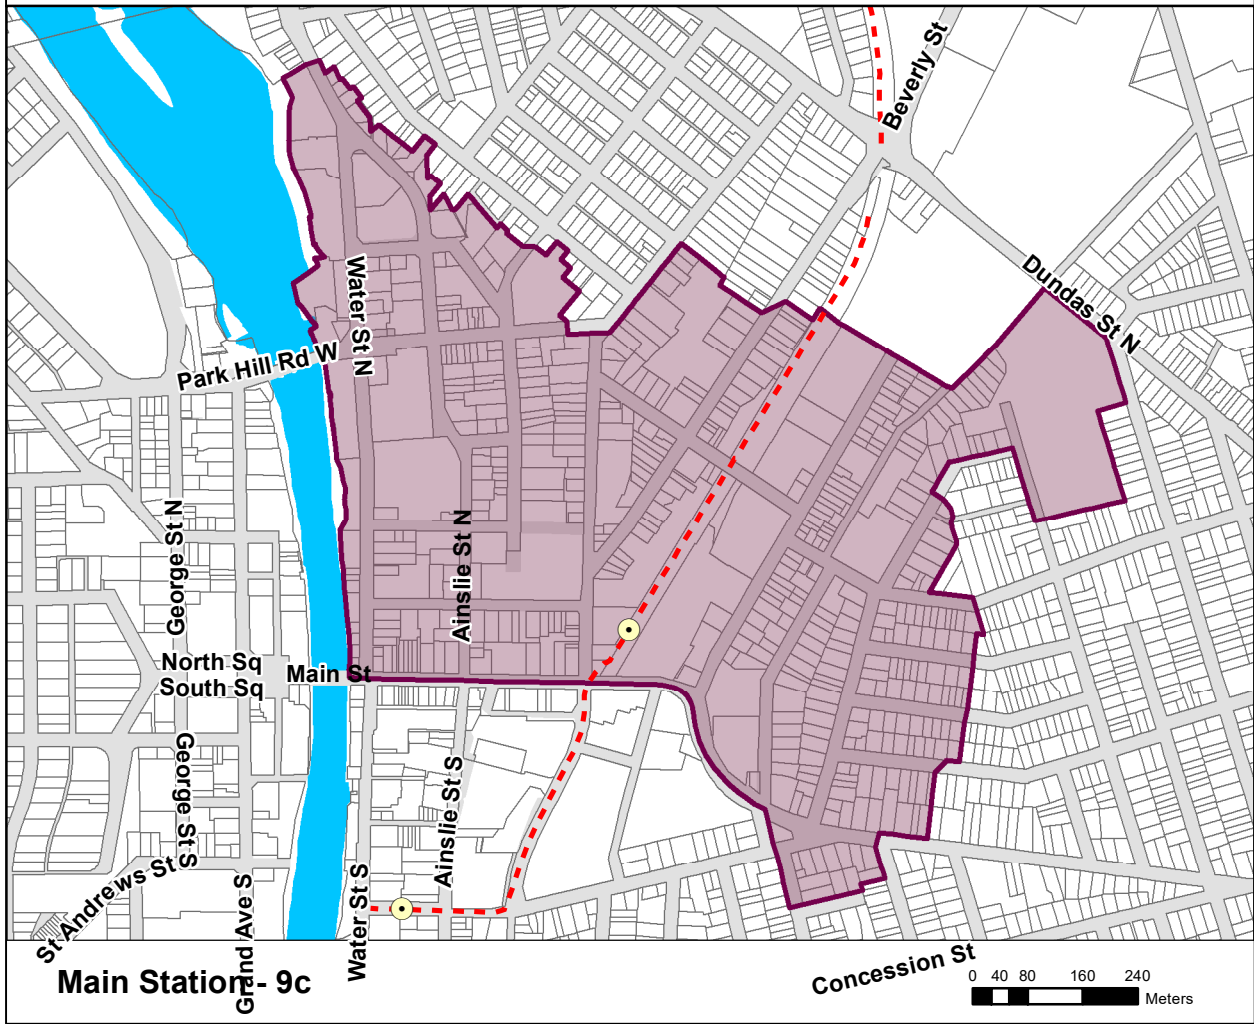 Beverly St
Dundas St N
Water St N
Park Hill Rd W
George St N
Ainslie St N
North Sq
South Sq
Main St
George St S
Ainslie St S
St Andrews St
Grand Ave S
Water St S
Concession St
Main Station - 9c
0 40 80 160 240
Meters